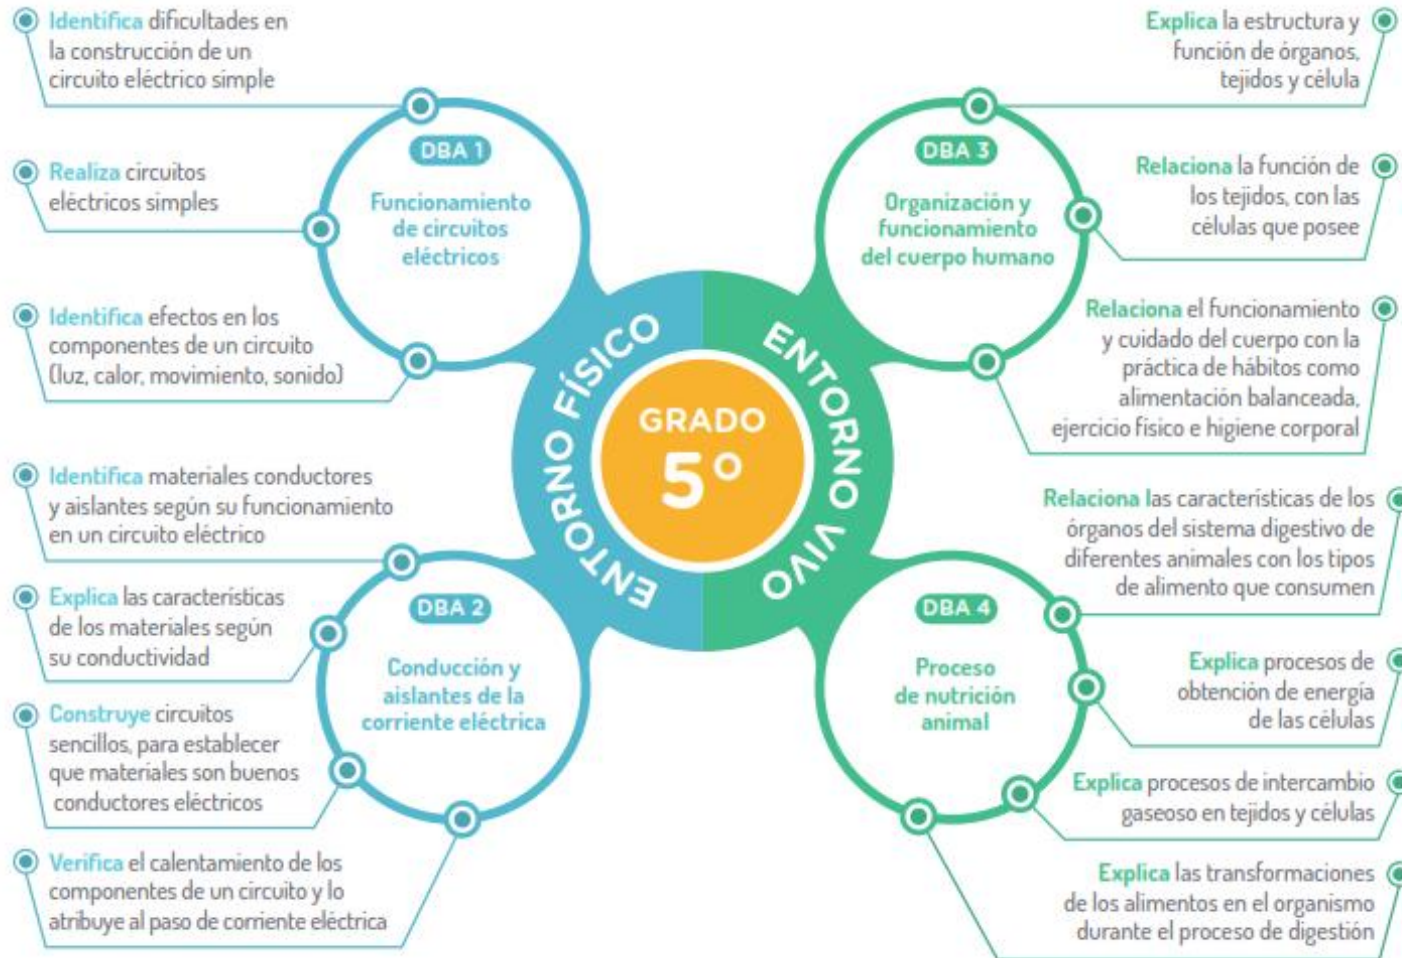 Identifica dificultades en
la construcción de un
circuito eléctrico simple
Realiza circuitos
eléctricos simples
Identifica efectos en los
componentes de un circuito
(luz, calor, movimiento, sonido)
DBA 1
Funcionamiento
de circuitos
eléctricos
Identifica materiales conductores
y aislantes según su funcionamiento
en un circuito eléctrico
Explica las características
de los materiales según
su conductividad
Construye circuitos
sencillos, para establecer
que materiales son buenos
conductores eléctricos
Verifica el calentamiento de los
componentes de un circuito y lo
atribuye al paso de corriente eléctrica
DBA 2
Conducción y
aislantes de la
corriente eléctrica
ENTORNO FÍSICO
GRADO
5°
ENTORNO VIVO
DBA 3
Organización y
funcionamiento
del cuerpo humano
Explica la estructura y
función de órganos,
tejidos y célula
Relaciona la función de
los tejidos, con las
células que posee
Relaciona el funcionamiento
y cuidado del cuerpo con la
práctica de hábitos como
alimentación balanceada,
ejercicio físico e higiene corporal
DBA 4
Proceso
de nutrición
animal
Relaciona las características de los
órganos del sistema digestivo de
diferentes animales con los tipos
de alimento que consumen
Explica procesos de
obtención de energía
de las células
Explica procesos de intercambio
gaseoso en tejidos y células
Explica las transformaciones
de los alimentos en el organismo
durante el proceso de digestión